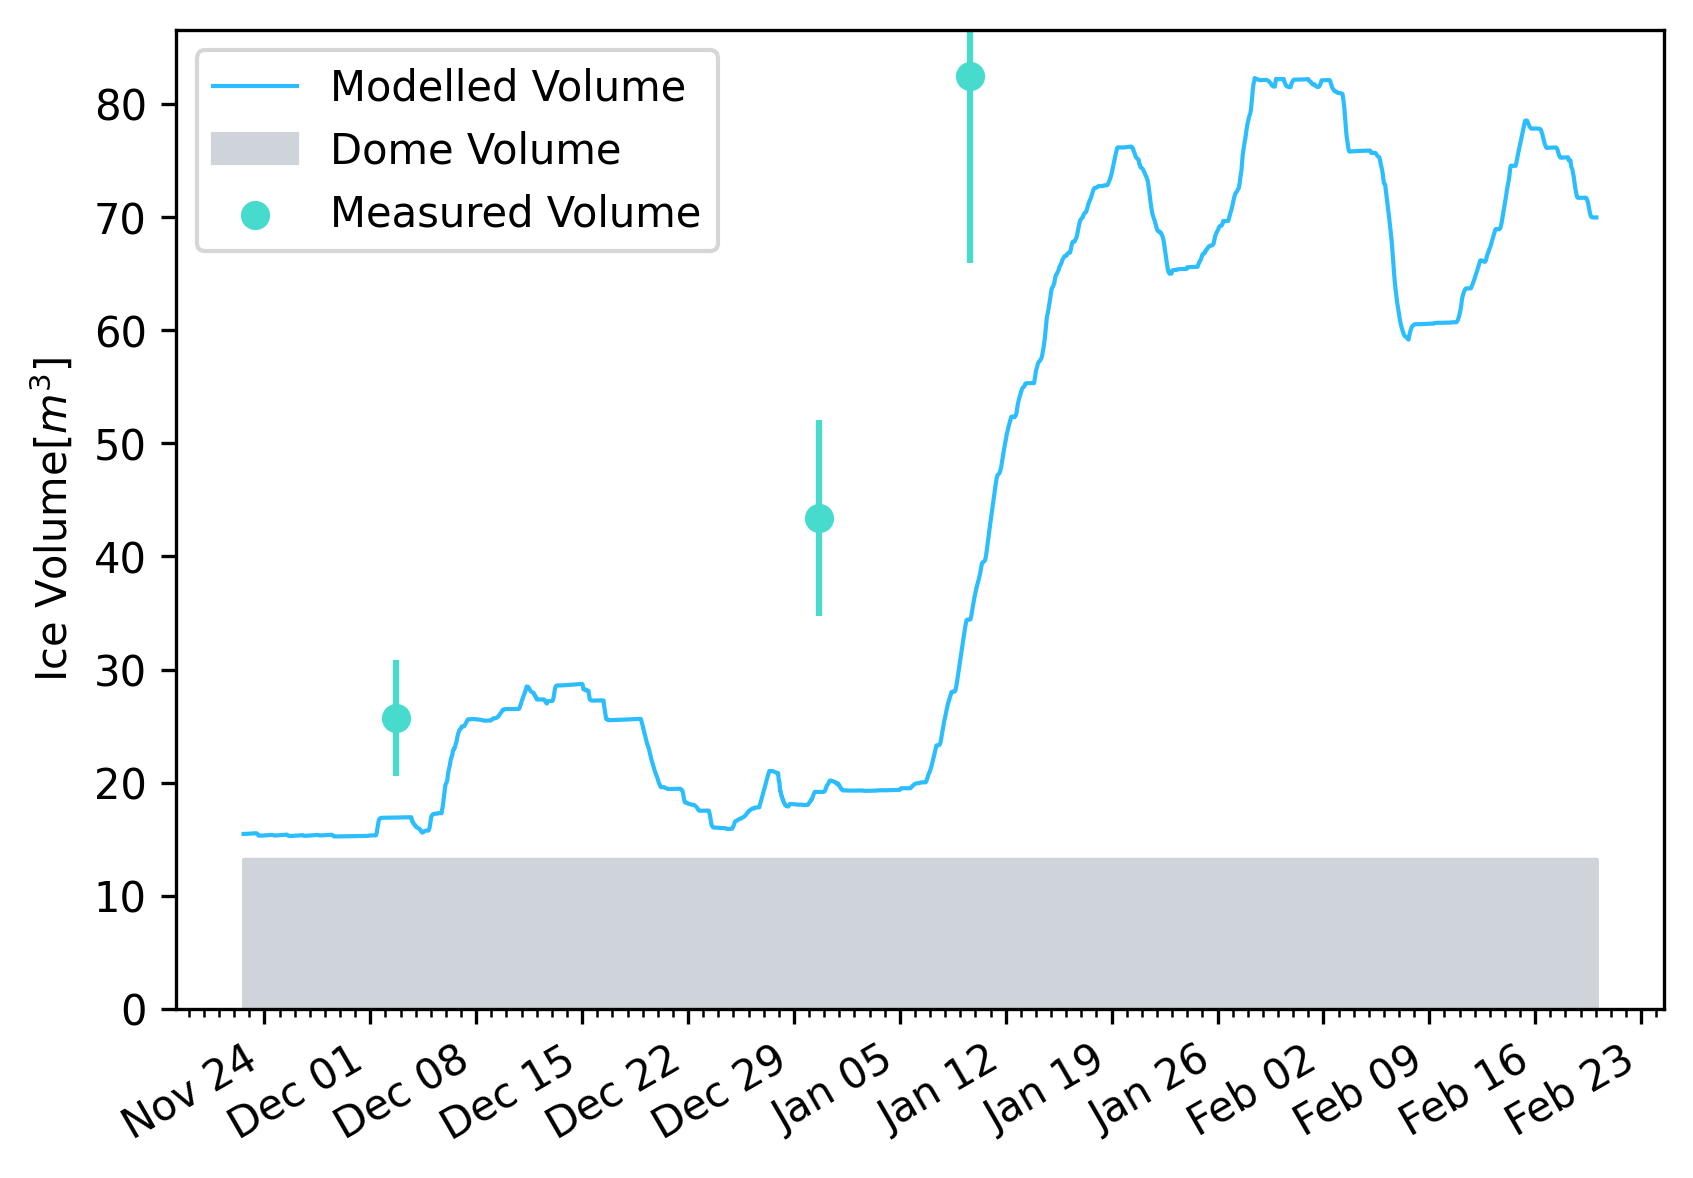 Modelled Volume
Dome Volume
Measured Volume
Ice Volume[m³]
80
70
60
50
40
30
20
10
0
Nov 24
Dec 01
Dec 08
Dec 15
Dec 22
Dec 29
Jan 05
Jan 12
Jan 19
Jan 26
Feb 02
Feb 09
Feb 16
Feb 23